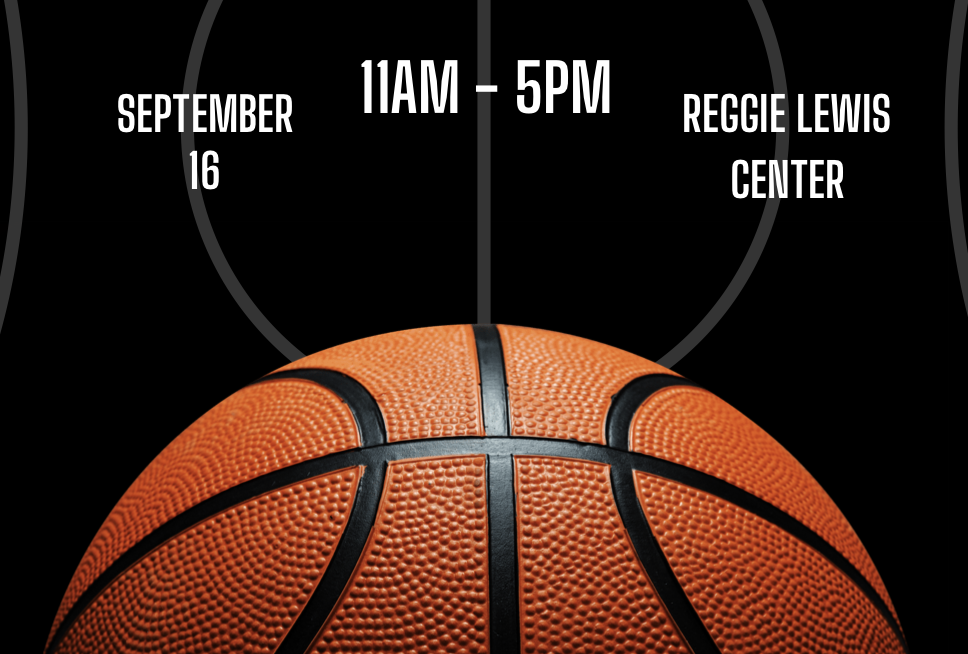 SEPTEMBER
16
11AM – 5PM
REGGIE LEWIS
CENTER